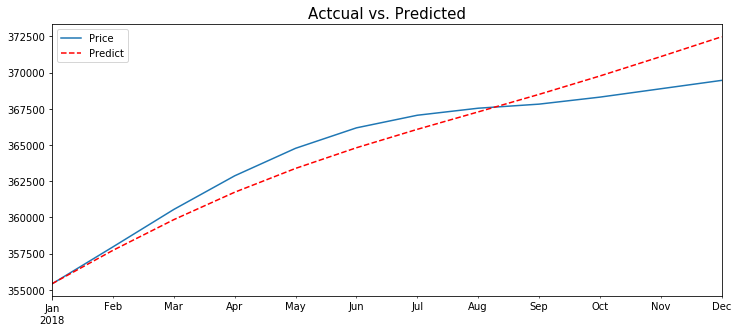 Actcual vs. Predicted
Price
Predict
372500
370000
367500
365000
362500
360000
357500
355000
Jan Feb Mar Apr May Jun Jul Aug Sep Oct Nov Dec
2018